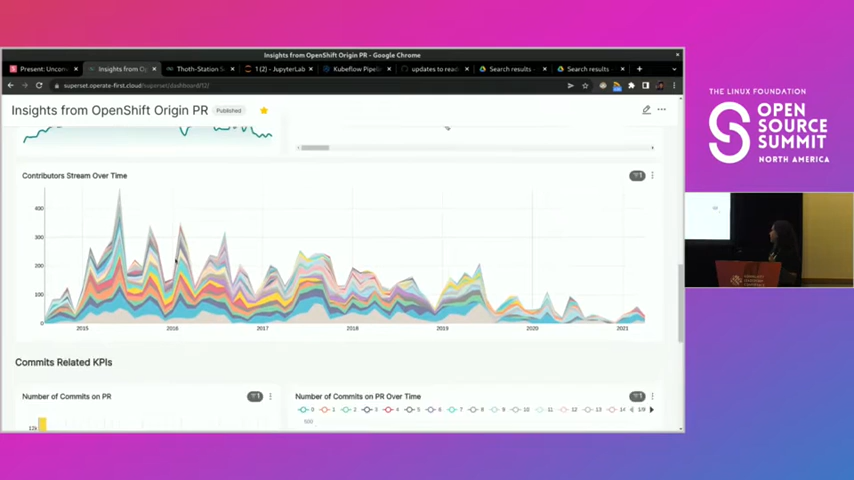 Insights from OpenShift Origin PR - Google Chrome
Present: Uncon
Insights from O
Thoth-Station S
1 (2) - JupyterLab
Kubeflow Pipelin
updates to read
Search results -
Search results -
superset.operate-first.cloud/superset/dashboard/12/
Insights from OpenShift Origin PR
Published
Contributors Stream Over Time
400
300
200
100
0
2015
2016
2017
2018
2019
2020
2021
Commits Related KPIs
Number of Commits on PR
12k
Number of Commits on PR Over Time
0
1
2
3
4
5
6
7
8
9
10
11
12
13
14
1/9
500
THE LINUX FOUNDATION
OPEN
SOURCE
SUMMIT
NORTH AMERICA